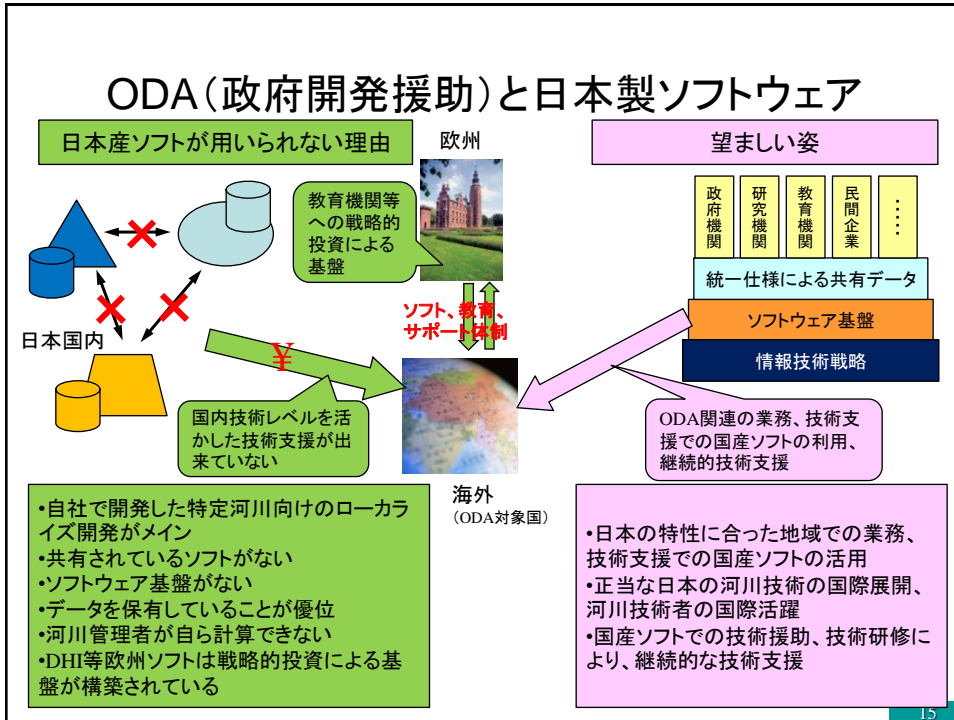 ODA(政府開発援助)と日本製ソフトウェア
日本産ソフトが用いられない理由
欧州
望ましい姿
教育機関等
への戦略的
投資による
基盤
政府機関
研究機関
教育機関
民間企業
・・・・
統一仕様による共有データ
ソフトウェア基盤
情報技術戦略
ソフト、教育、
サポート体制
日本国内
¥
国内技術レベルを活
かした技術支援が出
来ていない
ODA関連の業務、技術支
援での国産ソフトの利用、
継続的技術支援
海外
(ODA対象国)
•自社で開発した特定河川向けのローカラ
イズ開発がメイン
•共有されているソフトがない
•ソフトウェア基盤がない
•データを保有していることが優位
•河川管理者が自ら計算できない
•DHI等欧州ソフトは戦略的投資による基
盤が構築されている
•日本の特性に合った地域での業務、
技術支援での国産ソフトの活用
•正当な日本の河川技術の国際展開、
河川技術者の国際活躍
•国産ソフトでの技術援助、技術研修に
より、継続的な技術支援
15